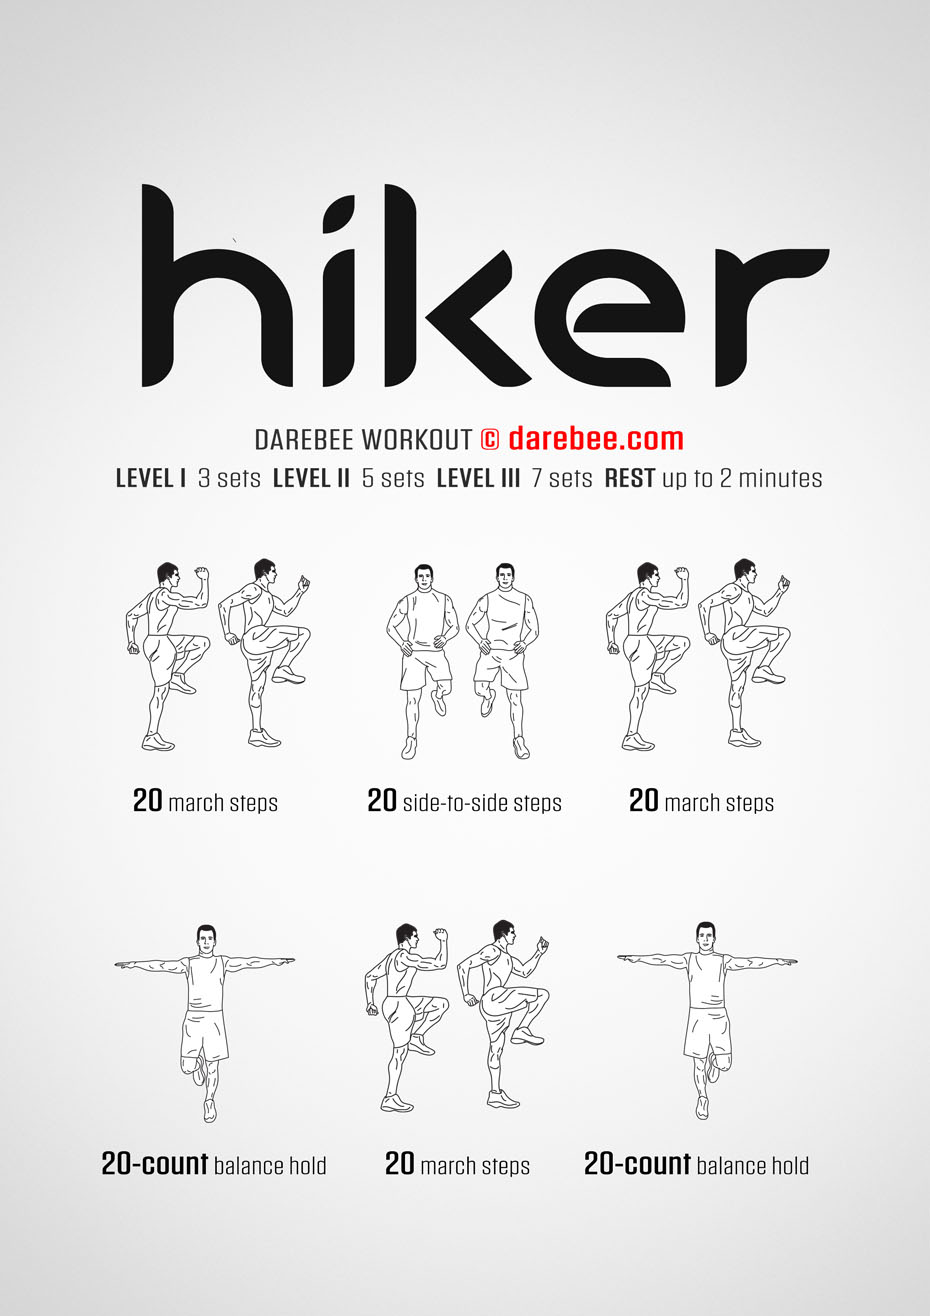 hiker
DAREBEE WORKOUT © darebee.com
LEVEL I 3 sets LEVEL II 5 sets LEVEL III 7 sets REST up to 2 minutes
20 march steps
20 side-to-side steps
20 march steps
20-count balance hold
20 march steps
20-count balance hold